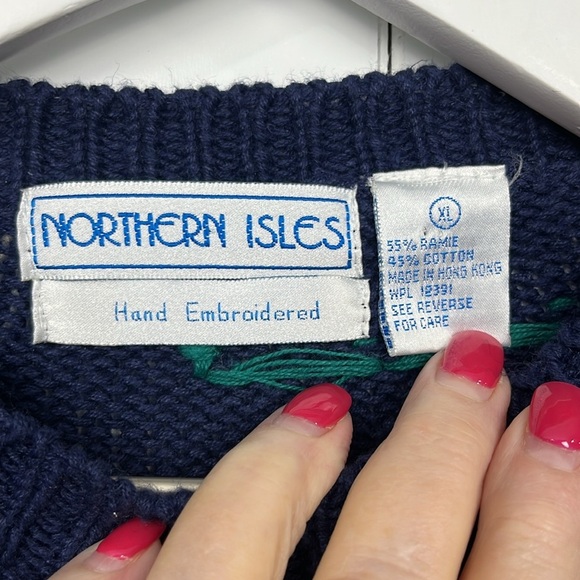 NORTHERN ISLES
Hand Embroidered
XL
55% RAMIE
45% COTTON
MADE IN HONG KONG
WPL 12391
SEE REVERSE
FOR CARE